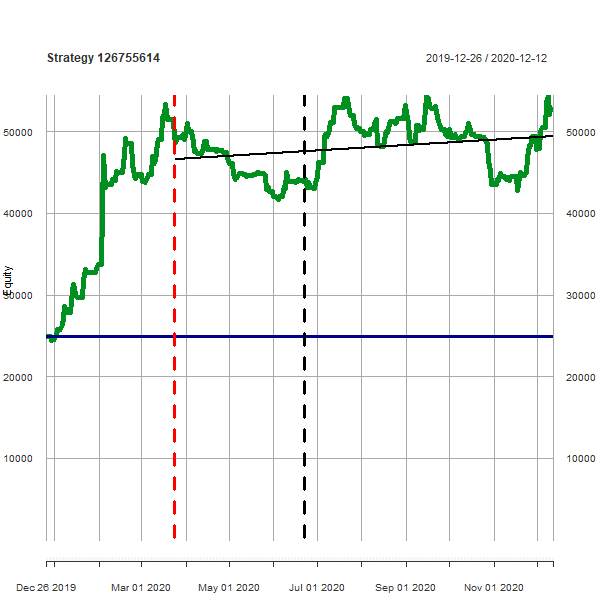 Strategy 126755614
2019-12-26 / 2020-12-12
50000
50000
40000
40000
Equity
30000
30000
20000
20000
10000
10000
Dec 26 2019
Mar 01 2020
May 01 2020
Jul 01 2020
Sep 01 2020
Nov 01 2020